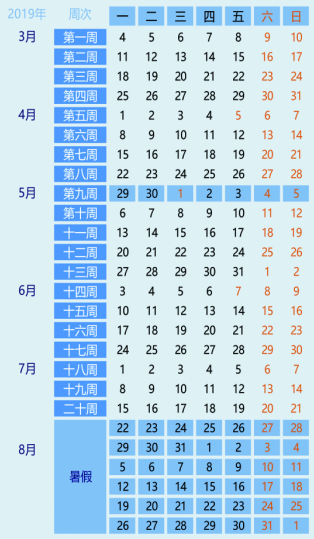 2019年 周次 一 二 三 四 五 六 日
3月 第一周 4 5 6 7 8 9 10
第二周 11 12 13 14 15 16 17
第三周 18 19 20 21 22 23 24
第四周 25 26 27 28 29 30 31
4月 第五周 1 2 3 4 5 6 7
第六周 8 9 10 11 12 13 14
第七周 15 16 17 18 19 20 21
第八周 22 23 24 25 26 27 28
5月 第九周 29 30 1 2 3 4 5
第十周 6 7 8 9 10 11 12
十一周 13 14 15 16 17 18 19
十二周 20 21 22 23 24 25 26
十三周 27 28 29 30 31 1 2
6月 十四周 3 4 5 6 7 8 9
十五周 10 11 12 13 14 15 16
十六周 17 18 19 20 21 22 23
十七周 24 25 26 27 28 29 30
7月 十八周 1 2 3 4 5 6 7
十九周 8 9 10 11 12 13 14
二十周 15 16 17 18 19 20 21
22 23 24 25 26 27 28
8月 29 30 31 1 2 3 4
暑假 5 6 7 8 9 10 11
12 13 14 15 16 17 18
19 20 21 22 23 24 25
26 27 28 29 30 31 1